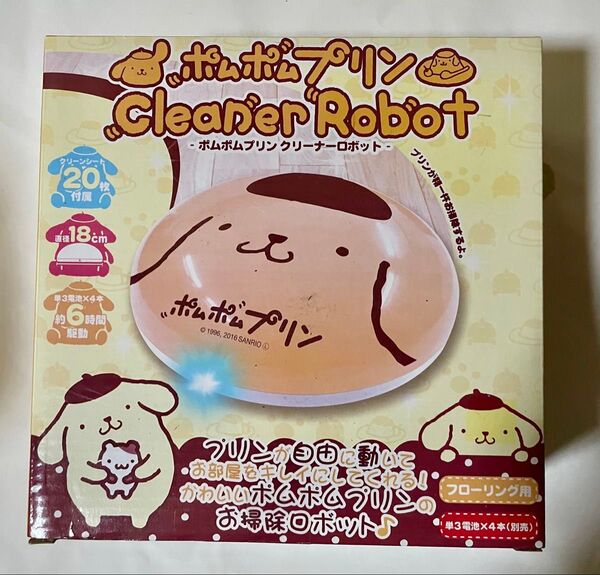 ポムポムプリン
Cleaner Robot
- ポムポムプリン クリーナーロボット -
クリーンシート
20枚
付属
直径18cm
単3電池×4本
約6時間
駆動
プリンが精一杯お掃除するよ。
ポムポムプリン
© 1996, 2016 SANRIO Ⓛ
プリンが自由に動いて
お部屋をキレイにしてくれる!
かわいいポムポムプリンの
お掃除ロボット♪
フローリング用
単3電池×4本(別売)